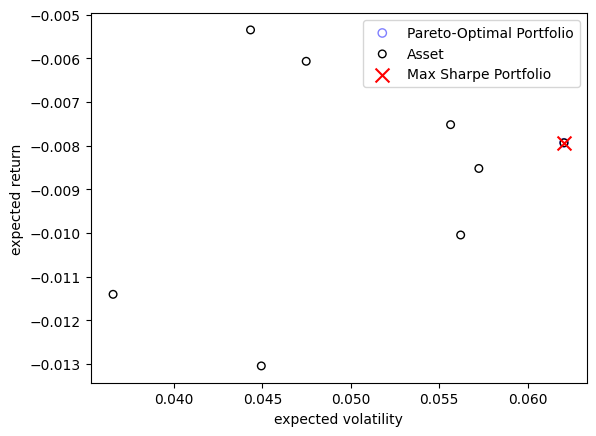 Pareto-Optimal Portfolio
Asset
Max Sharpe Portfolio
expected return
−0.005
−0.006
−0.007
−0.008
−0.009
−0.010
−0.011
−0.012
−0.013
0.040
0.045
0.050
0.055
0.060
expected volatility